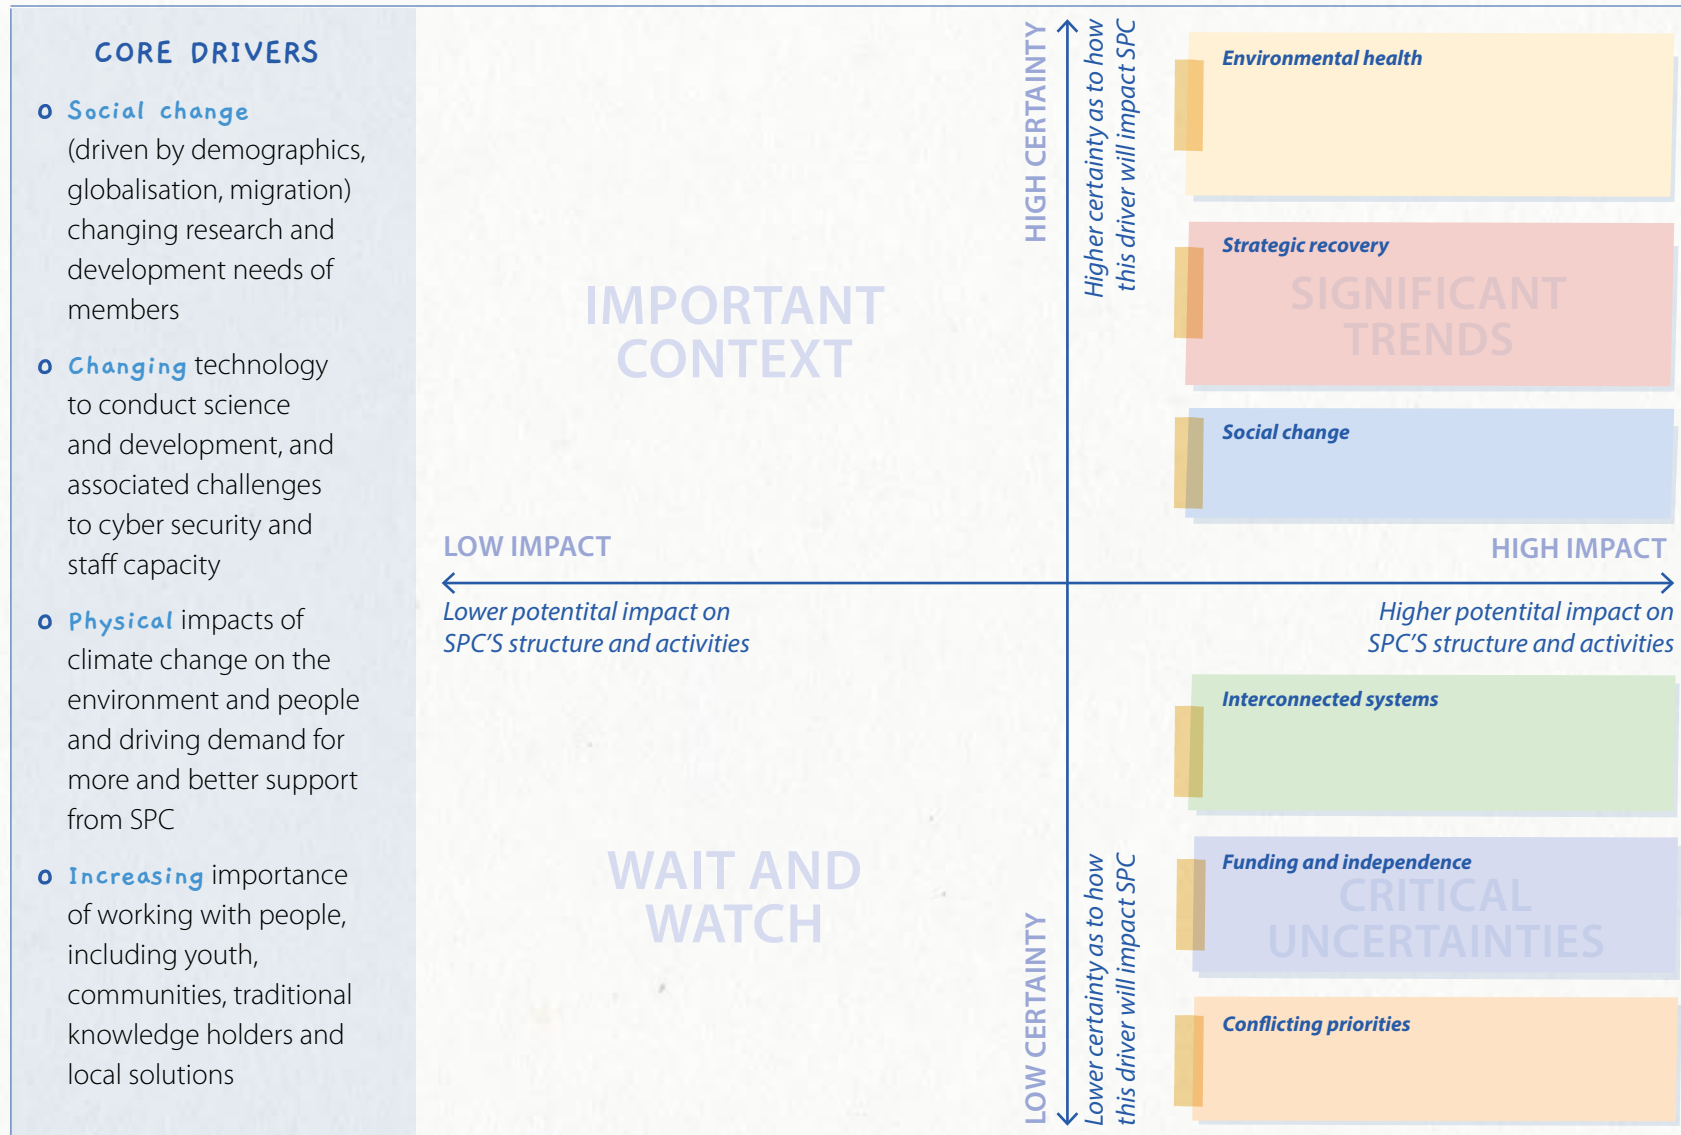 CORE DRIVERS
o Social change
(driven by demographics,
globalisation, migration)
changing research and
development needs of
members
o Changing technology
to conduct science
and development, and
associated challenges
to cyber security and
staff capacity
o Physical impacts of
climate change on the
environment and people
and driving demand for
more and better support
from SPC
o Increasing importance
of working with people,
including youth,
communities, traditional
knowledge holders and
local solutions
IMPORTANT
CONTEXT
HIGH CERTAINTY
Higher certainty as to how
this driver will impact SPC
Environmental health
Strategic recovery
SIGNIFICANT
TRENDS
Social change
LOW IMPACT
HIGH IMPACT
Lower potentital impact on
SPC'S structure and activities
Higher potentital impact on
SPC'S structure and activities
WAIT AND
WATCH
LOW CERTAINTY
Lower certainty as to how
this driver will impact SPC
Interconnected systems
Funding and independence
CRITICAL
UNCERTAINTIES
Conflicting priorities